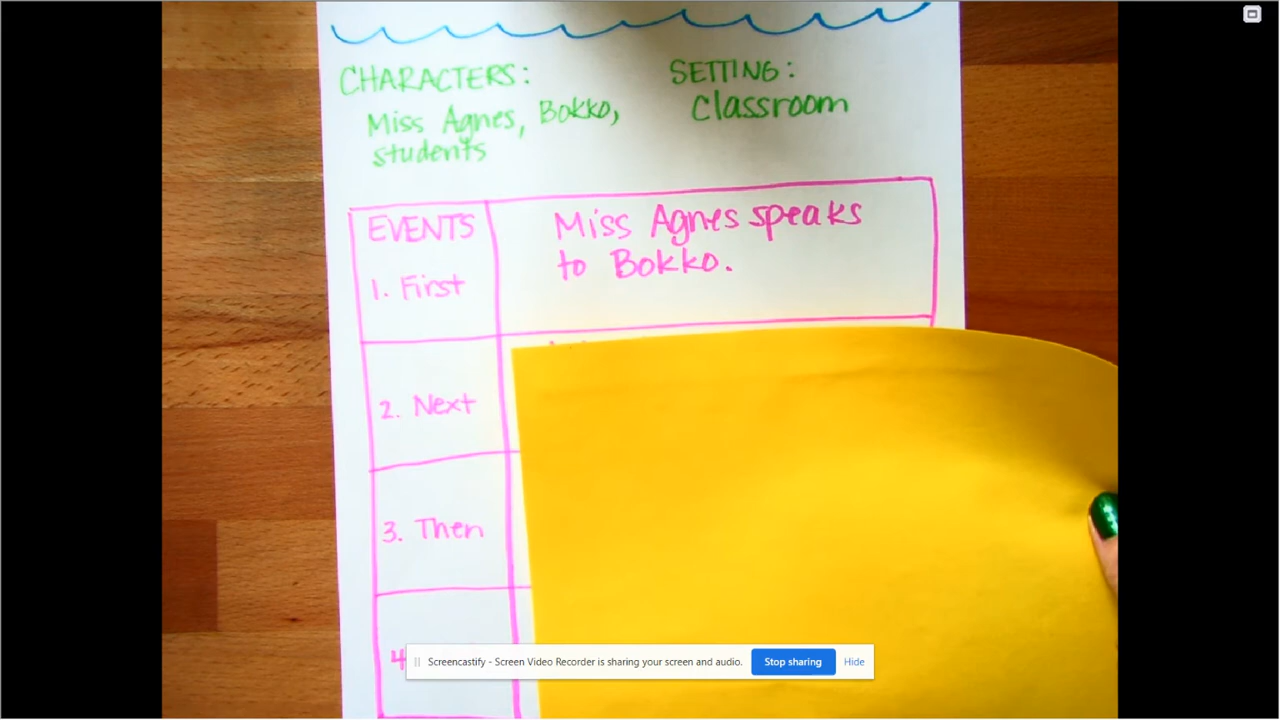 CHARACTERS:
Miss Agnes, Bokko,
students
SETTING:
Classroom
EVENTS
1. First
Miss Agnes speaks
to Bokko.
2. Next
3. Then
4
Screencastify - Screen Video Recorder is sharing your screen and audio.
Stop sharing
Hide